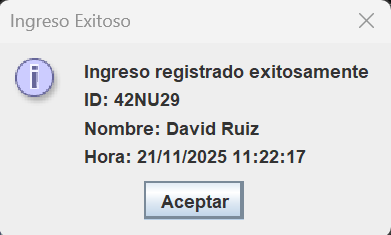 Ingreso Exitoso
Ingreso registrado exitosamente
ID: 42NU29
Nombre: David Ruiz
Hora: 21/11/2025 11:22:17
Aceptar